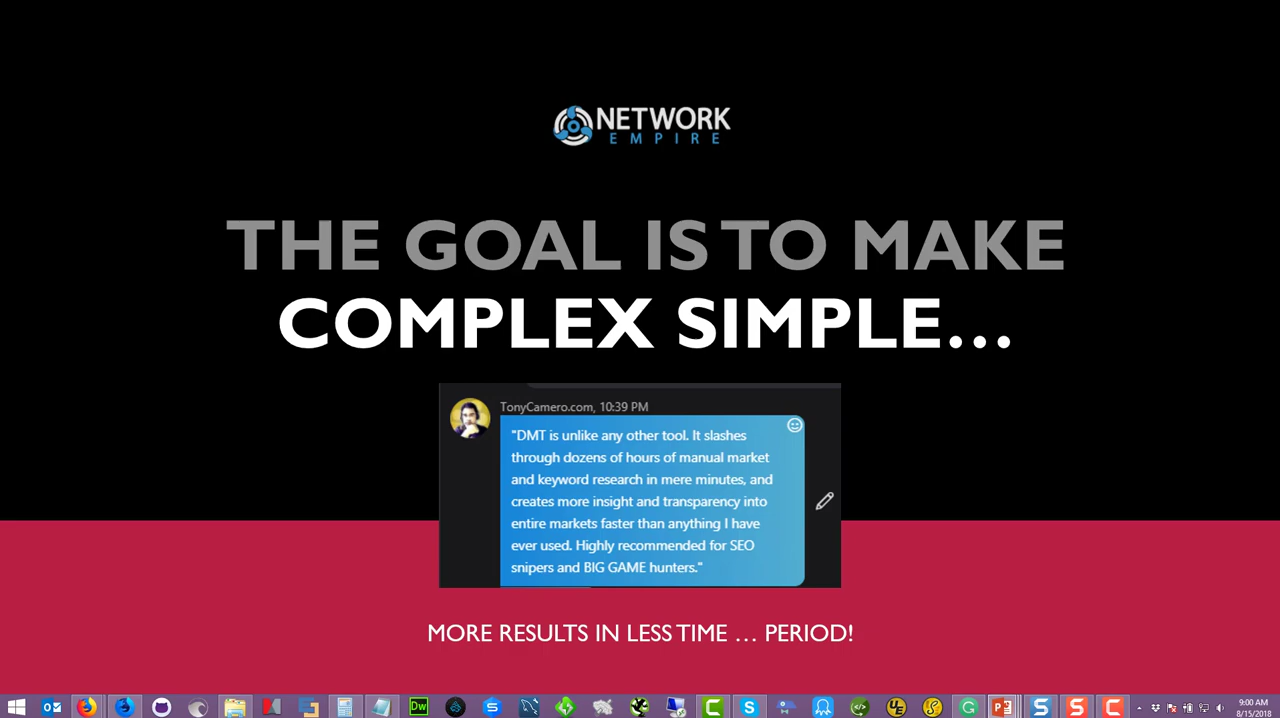 NETWORK
EMPIRE
THE GOAL IS TO MAKE
COMPLEX SIMPLE...
TonyCamero.com, 10:39 PM
"DMT is unlike any other tool. It slashes
through dozens of hours of manual market
and keyword research in mere minutes, and
creates more insight and transparency into
entire markets faster than anything I have
ever used. Highly recommended for SEO
snipers and BIG GAME hunters."
MORE RESULTS IN LESS TIME ... PERIOD!
Dw
9:00 AM
8/15/2018